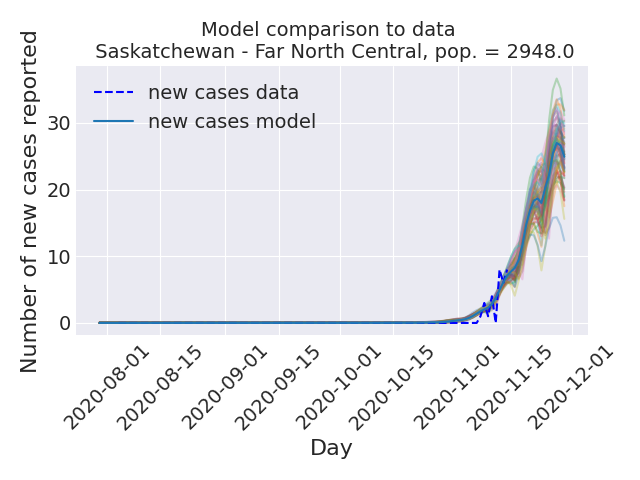 Model comparison to data
Saskatchewan - Far North Central, pop. = 2948.0
Number of new cases reported
new cases data
new cases model
30
20
10
0
2020-08-01
2020-08-15
2020-09-01
2020-09-15
2020-10-01
2020-10-15
2020-11-01
2020-11-15
2020-12-01
Day